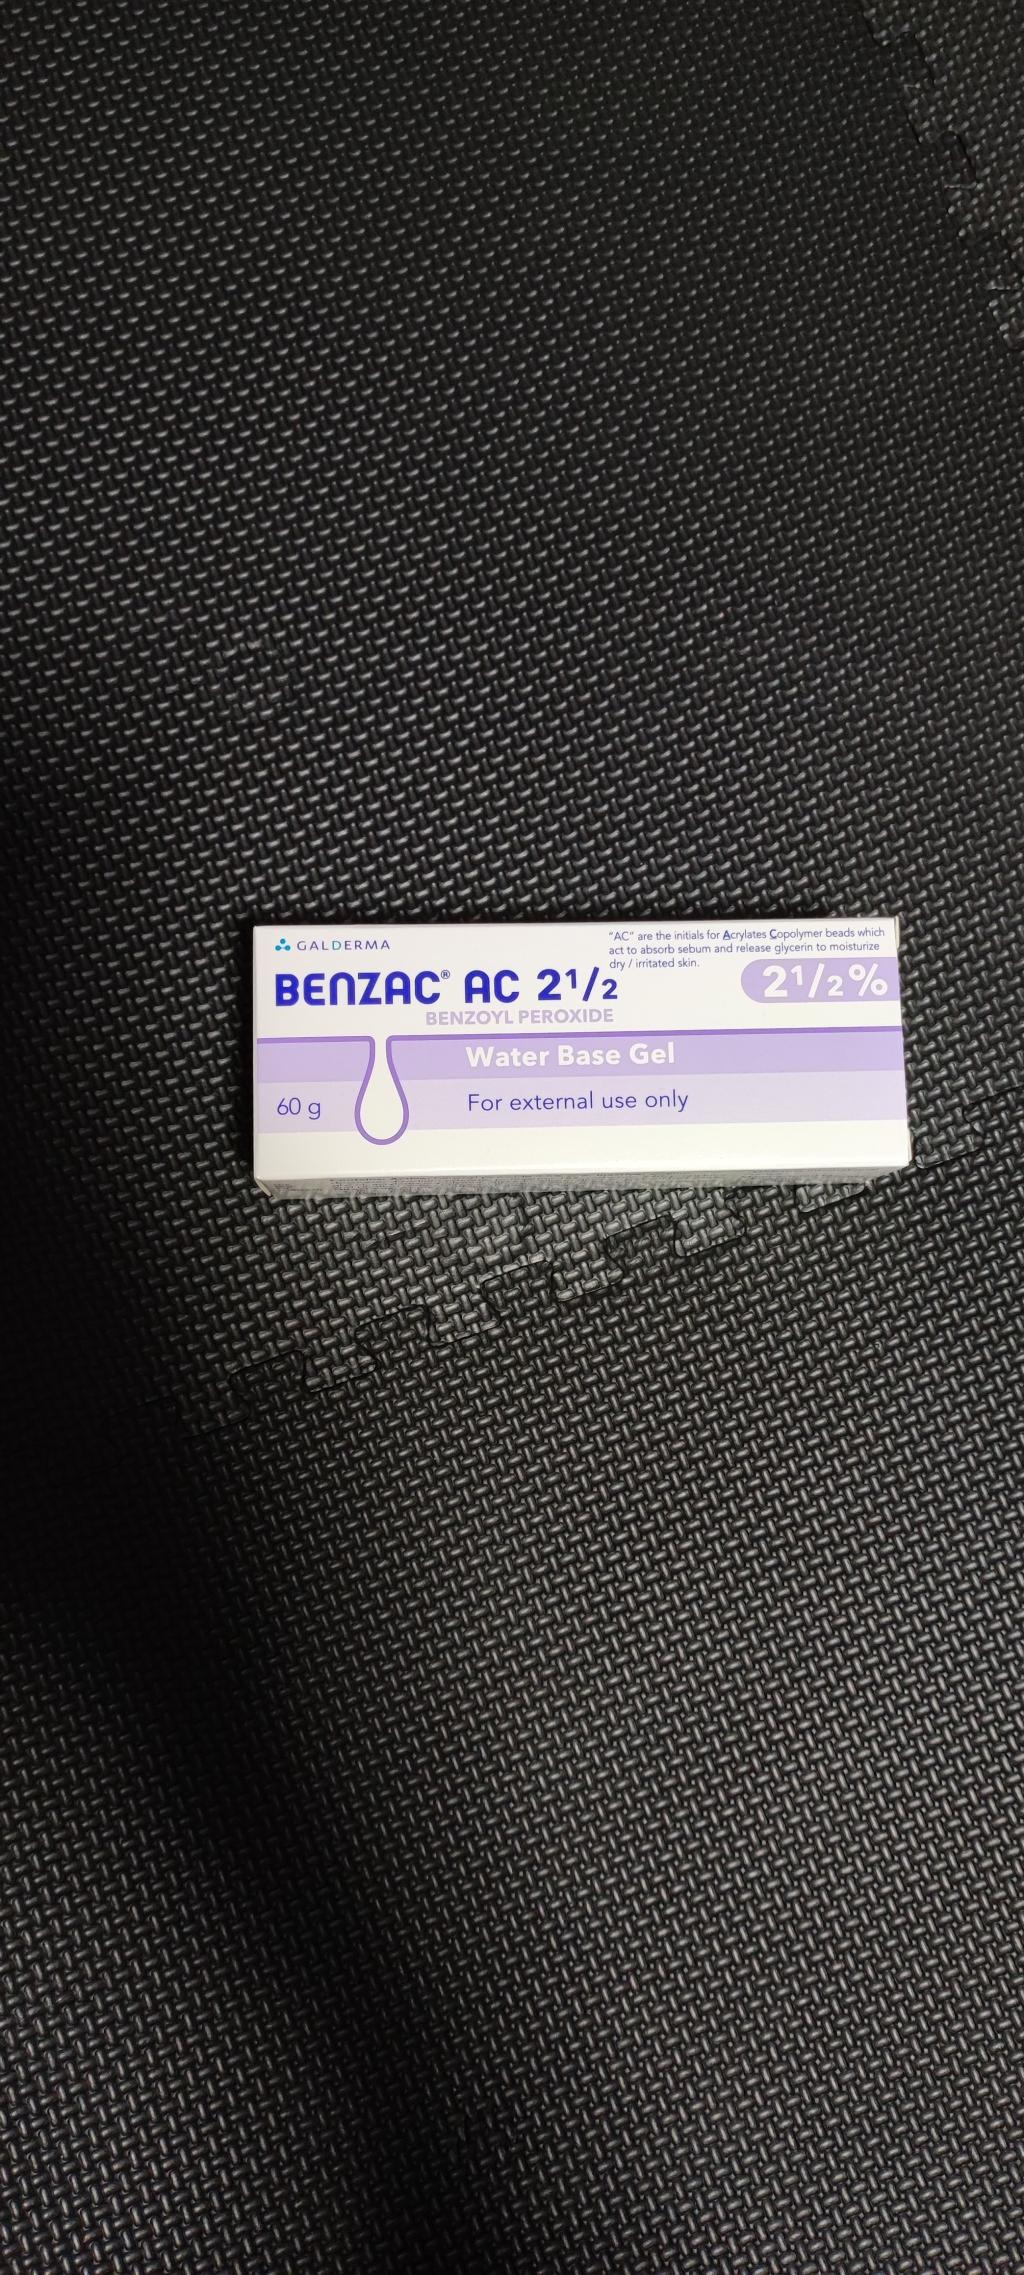 GALDERMA
"AC" are the initials for Acrylates Copolymer beads which
act to absorb sebum and release glycerin to moisturize
dry / irritated skin.
BENZAC® AC 2¹/₂
2¹/₂%
BENZOYL PEROXIDE
Water Base Gel
60 g
For external use only